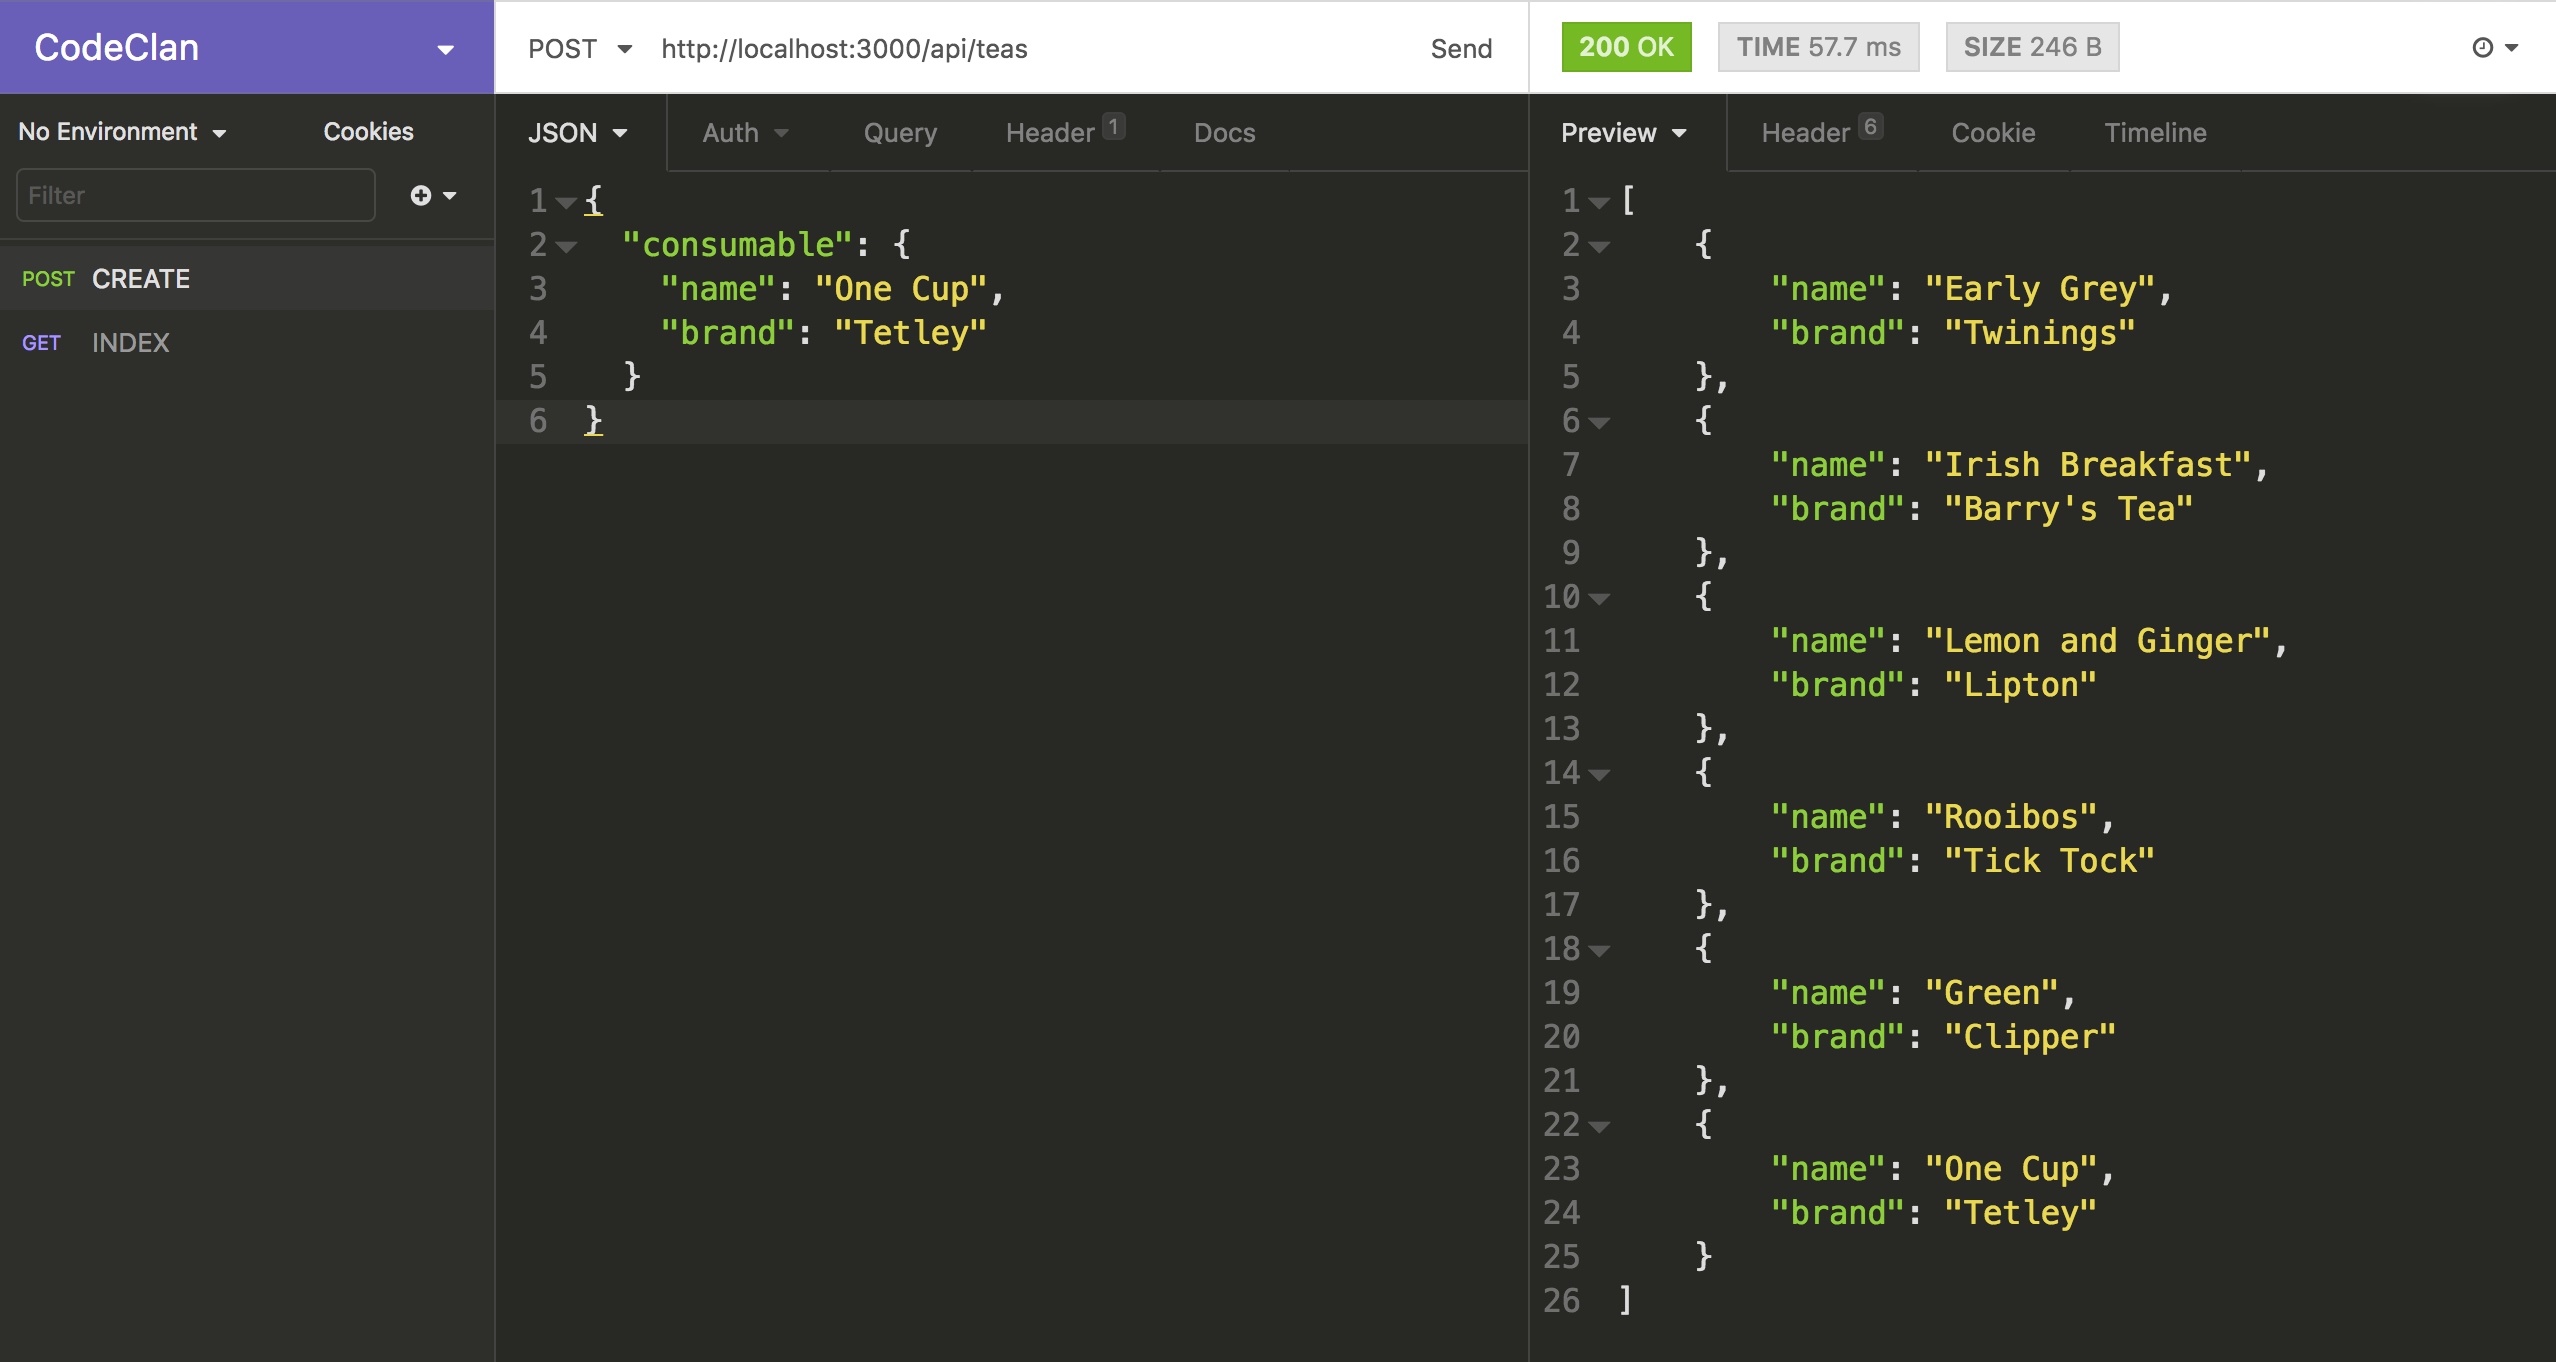 CodeClan
No Environment Cookies
Filter
POST CREATE
GET INDEX
POST http://localhost:3000/api/teas Send
JSON Auth Query Header 1 Docs
1 {
2 "consumable": {
3 "name": "One Cup",
4 "brand": "Tetley"
5 }
6 }
200 OK TIME 57.7 ms SIZE 246 B
Preview Header 6 Cookie Timeline
1 [
2 {
3 "name": "Early Grey",
4 "brand": "Twinings"
5 },
6 {
7 "name": "Irish Breakfast",
8 "brand": "Barry's Tea"
9 },
10 {
11 "name": "Lemon and Ginger",
12 "brand": "Lipton"
13 },
14 {
15 "name": "Rooibos",
16 "brand": "Tick Tock"
17 },
18 {
19 "name": "Green",
20 "brand": "Clipper"
21 },
22 {
23 "name": "One Cup",
24 "brand": "Tetley"
25 }
26 ]